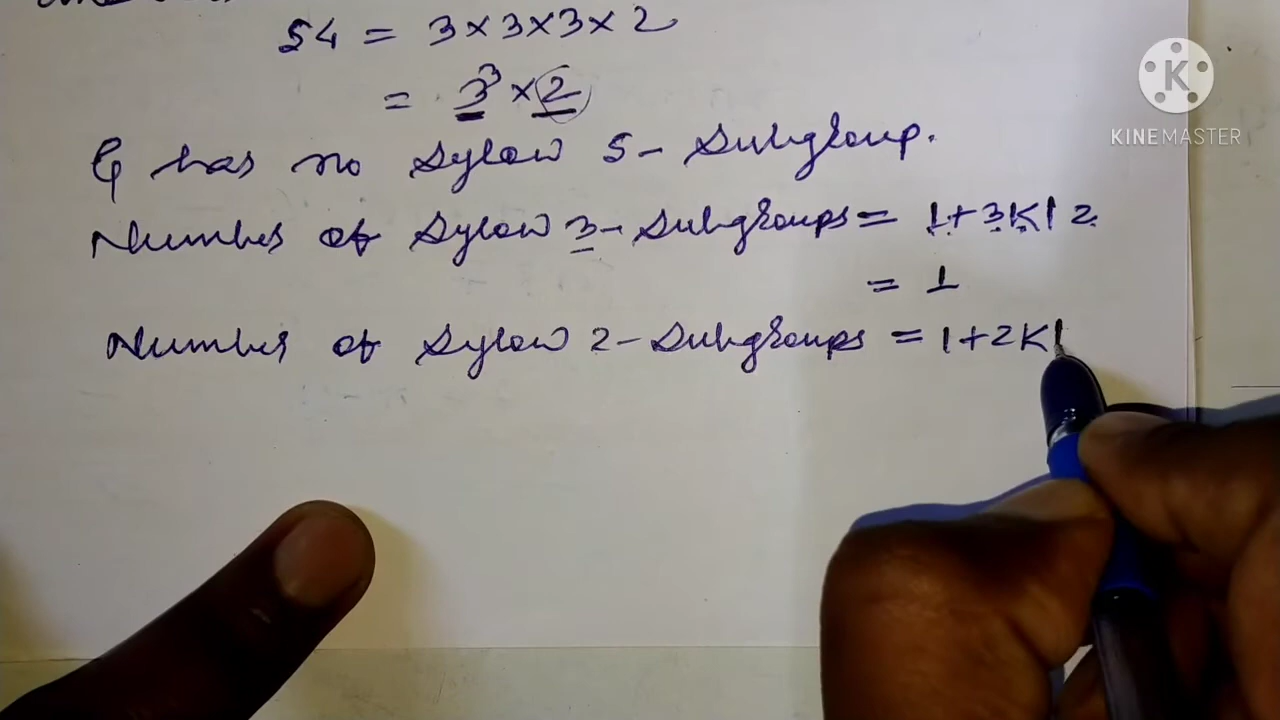 54 = 3×3×3×2
= 3³ × 2
G has no Sylow 5- Subgroup.
Number of Sylow 3- Subgroups = 1+3K | 2
= 1
Number of Sylow 2- Subgroups = 1+2K |
K
KINEMASTER